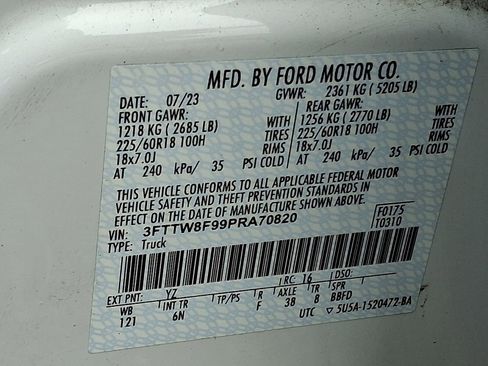 MFD. BY FORD MOTOR CO.
DATE: 07/23 GVWR: 2361 KG ( 5205 LB)
FRONT GAWR: REAR GAWR:
1218 KG ( 2685 LB) WITH 1256 KG ( 2770 LB) WITH
225/60R18 100H TIRES 225/60R18 100H TIRES
18x7.0J RIMS 18x7.0J RIMS
AT 240 kPa/ 35 PSI COLD AT 240 kPa/ 35 PSI COLD
THIS VEHICLE CONFORMS TO ALL APPLICABLE FEDERAL MOTOR
VEHICLE SAFETY AND THEFT PREVENTION STANDARDS IN
EFFECT ON THE DATE OF MANUFACTURE SHOWN ABOVE.
VIN: 3FTTW8F99PRA70820 F0175
TYPE: Truck T0310
EXT PNT: YZ RC: 16 DSO:
WB INT TR TP/PS R AXLE TR SPR
121 6N F 38 8 BBFD
UTC ▽ 5U5A-1520472-BA